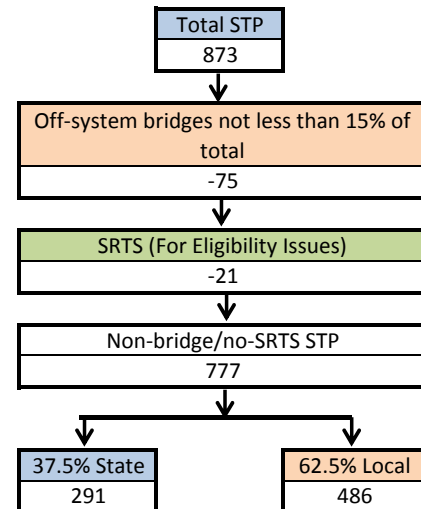 Total STP
873
Off-system bridges not less than 15% of
total
-75
SRTS (For Eligibility Issues)
-21
Non-bridge/no-SRTS STP
777
37.5% State
291
62.5% Local
486